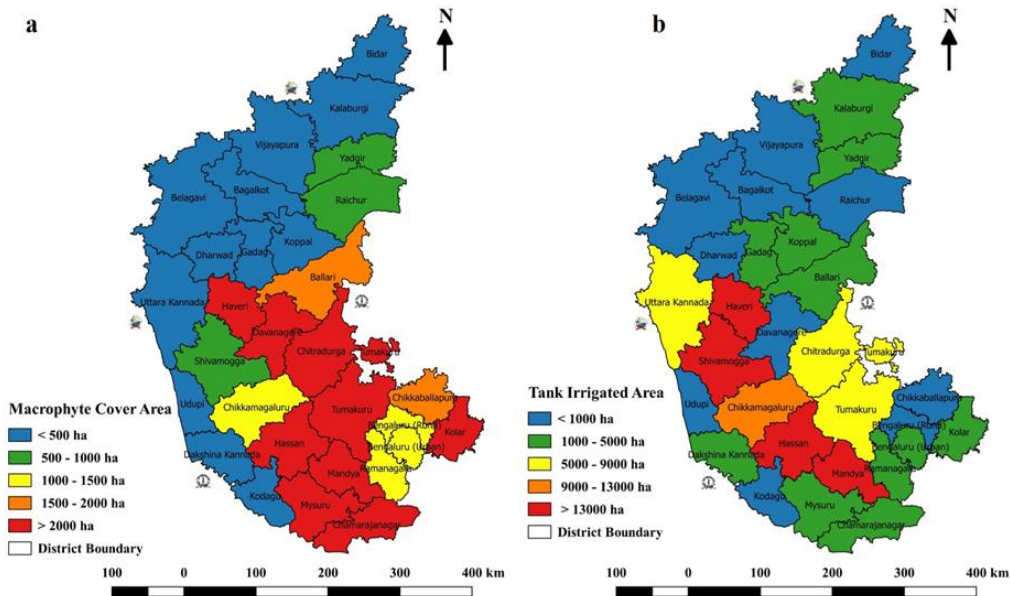 a
N
Bidar
Kalaburgi
Vijayapura
Yadgir
Belagavi
Bagalkot
Raichur
Dharwad
Gadag
Koppal
Ballari
Uttara Kannada
Haveri
Davanagere
Chitradurga
Tumakuru
Shivamogga
Udupi
Chikkamagaluru
Tumakuru
Chikkaballapura
Bengaluru (Rural)
Kolar
Hassan
Bengaluru (Urban)
Dakshina Kannada
Mandya
Ramanagara
Kodagu
Mysuru
Chamarajanagar
Macrophyte Cover Area
< 500 ha
500 - 1000 ha
1000 - 1500 ha
1500 - 2000 ha
> 2000 ha
District Boundary
100 0 100 200 300 400 km
b
N
Bidar
Kalaburgi
Vijayapura
Yadgir
Belagavi
Bagalkot
Raichur
Dharwad
Gadag
Koppal
Ballari
Uttara Kannada
Haveri
Davanagere
Chitradurga
Tumakuru
Shivamogga
Udupi
Chikkamagaluru
Tumakuru
Chikkaballapura
Bengaluru (Rural)
Kolar
Hassan
Bengaluru (Urban)
Dakshina Kannada
Mandya
Ramanagara
Kodagu
Mysuru
Chamarajanagar
Tank Irrigated Area
< 1000 ha
1000 - 5000 ha
5000 - 9000 ha
9000 - 13000 ha
> 13000 ha
District Boundary
100 0 100 200 300 400 km